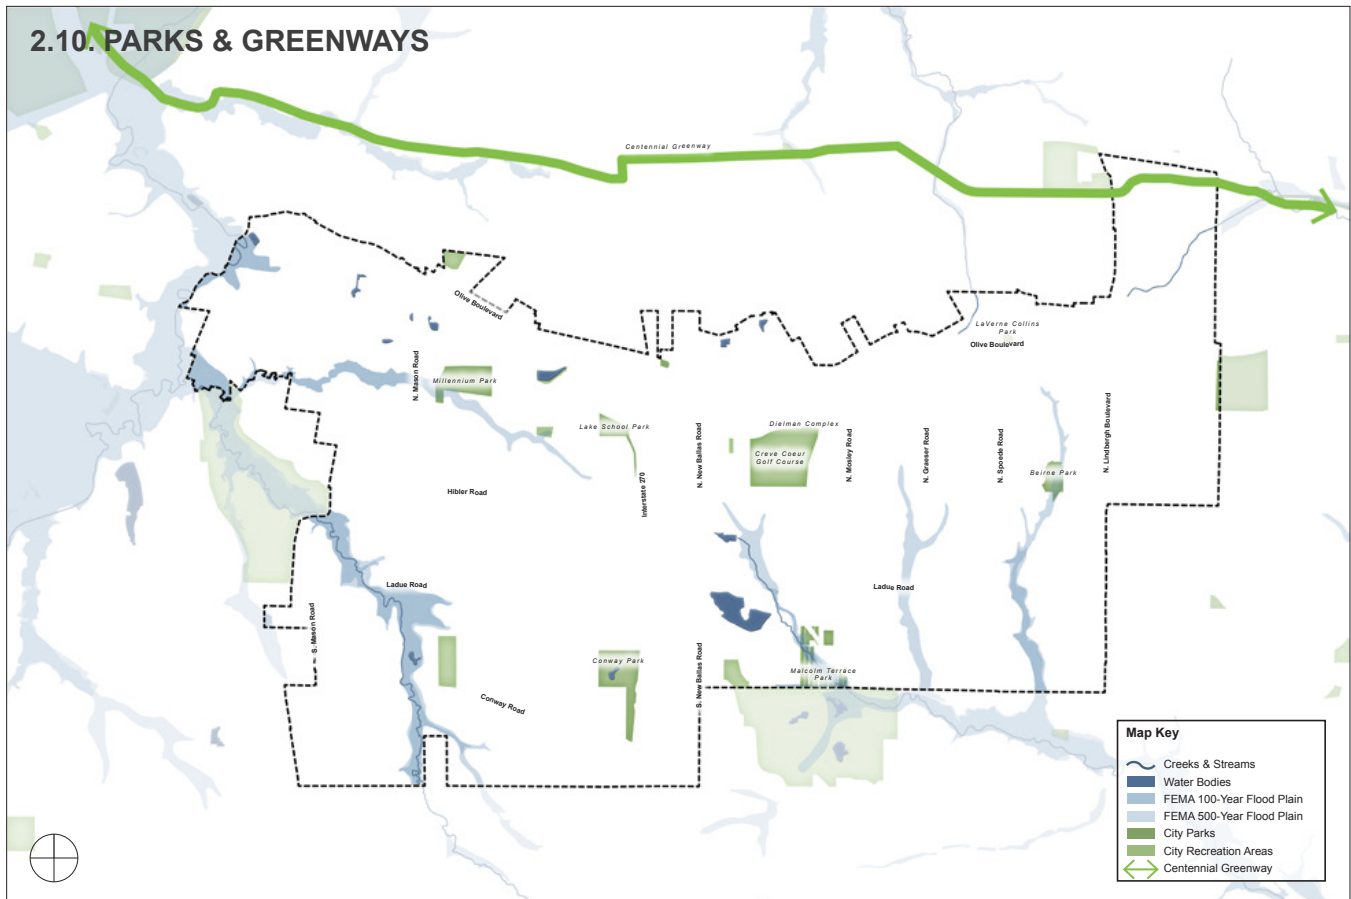 2.10. PARKS & GREENWAYS
Centennial Greenway
Olive Boulevard
LaVerne Collins
Park
Olive Boulevard
N. Mason Road
Millennium Park
Lake School Park
Interstate 270
N. New Ballas Road
Dielman Complex
Creve Coeur
Golf Course
N. Mosley Road
N. Graeser Road
N. Spoede Road
Beirne Park
N. Lindbergh Boulevard
Hibler Road
Ladue Road
Ladue Road
S. Mason Road
Conway Park
S. New Ballas Road
Malcolm Terrace
Park
Conway Road
N
Map Key
Creeks & Streams
Water Bodies
FEMA 100-Year Flood Plain
FEMA 500-Year Flood Plain
City Parks
City Recreation Areas
Centennial Greenway